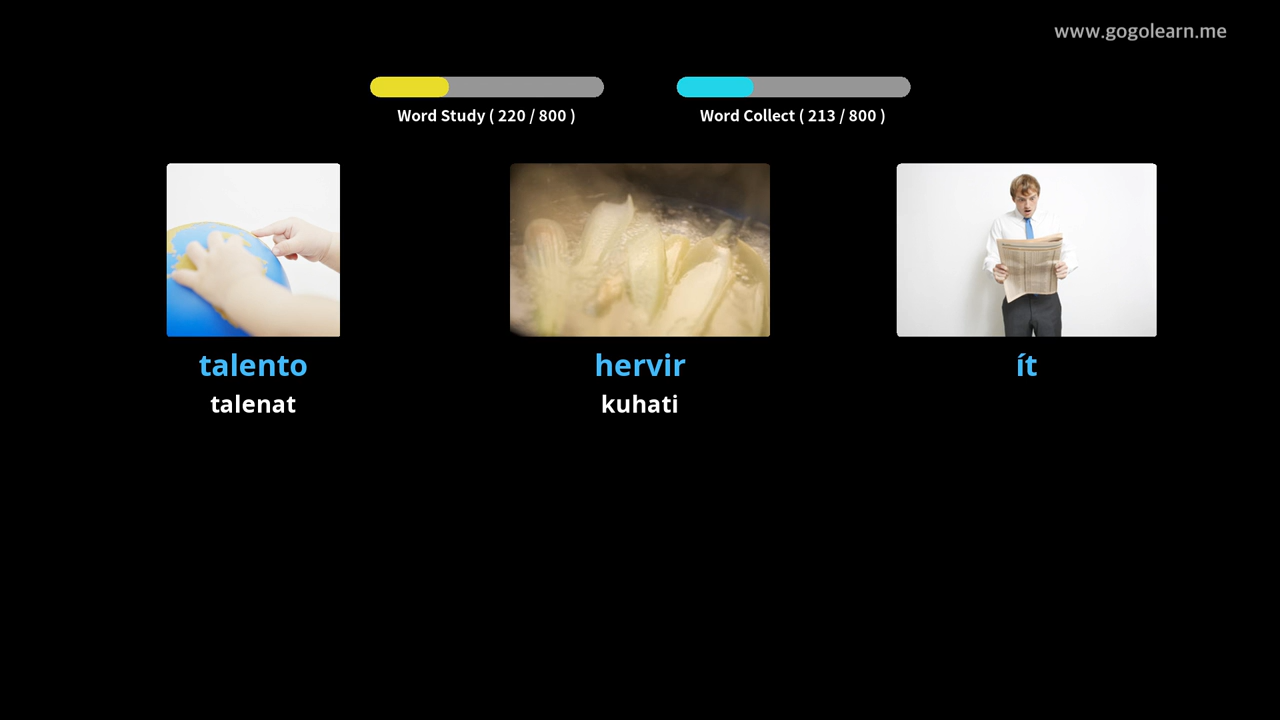 www.gogolearn.me
Word Study ( 220 / 800 )
Word Collect ( 213 / 800 )
talento
talenat
hervir
kuhati
ít